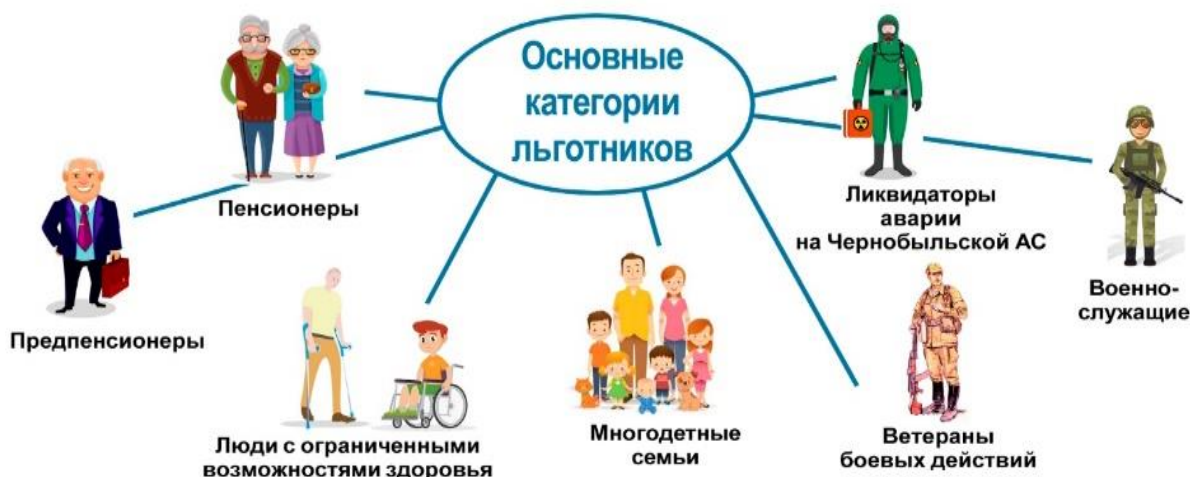 Основные
категории
льготников
Пенсионеры
Предпенсионеры
Люди с ограниченными
возможностями здоровья
Многодетные
семьи
Ветераны
боевых действий
Ликвидаторы
аварии
на Чернобыльской АС
Военно-
служащие